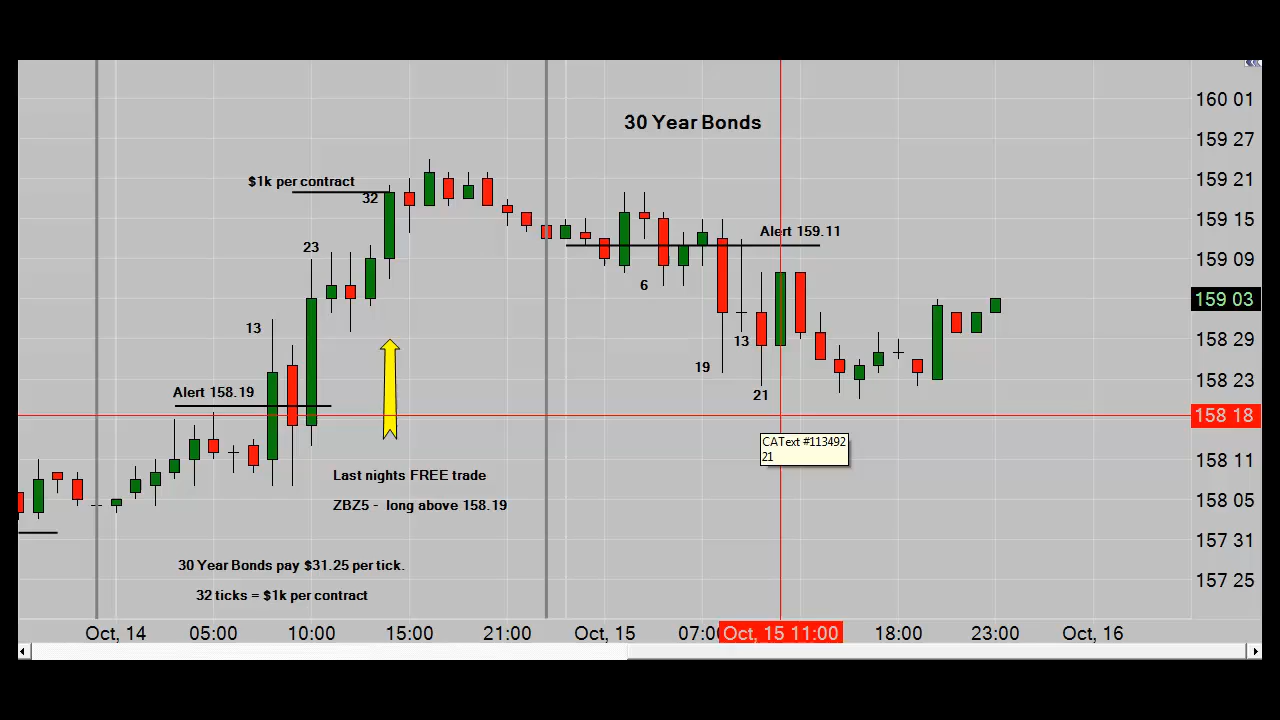 30 Year Bonds
$1k per contract
32
23
13
Alert 158.19
Last nights FREE trade
ZBZ5 - long above 158.19
30 Year Bonds pay $31.25 per tick.
32 ticks = $1k per contract
Alert 159.11
6
19
13
21
CAText #113492
21
160 01
159 27
159 21
159 15
159 09
159 03
158 29
158 23
158 18
158 11
158 05
157 31
157 25
Oct, 14
05:00
10:00
15:00
21:00
Oct, 15
07:0
Oct, 15 11:00
18:00
23:00
Oct, 16